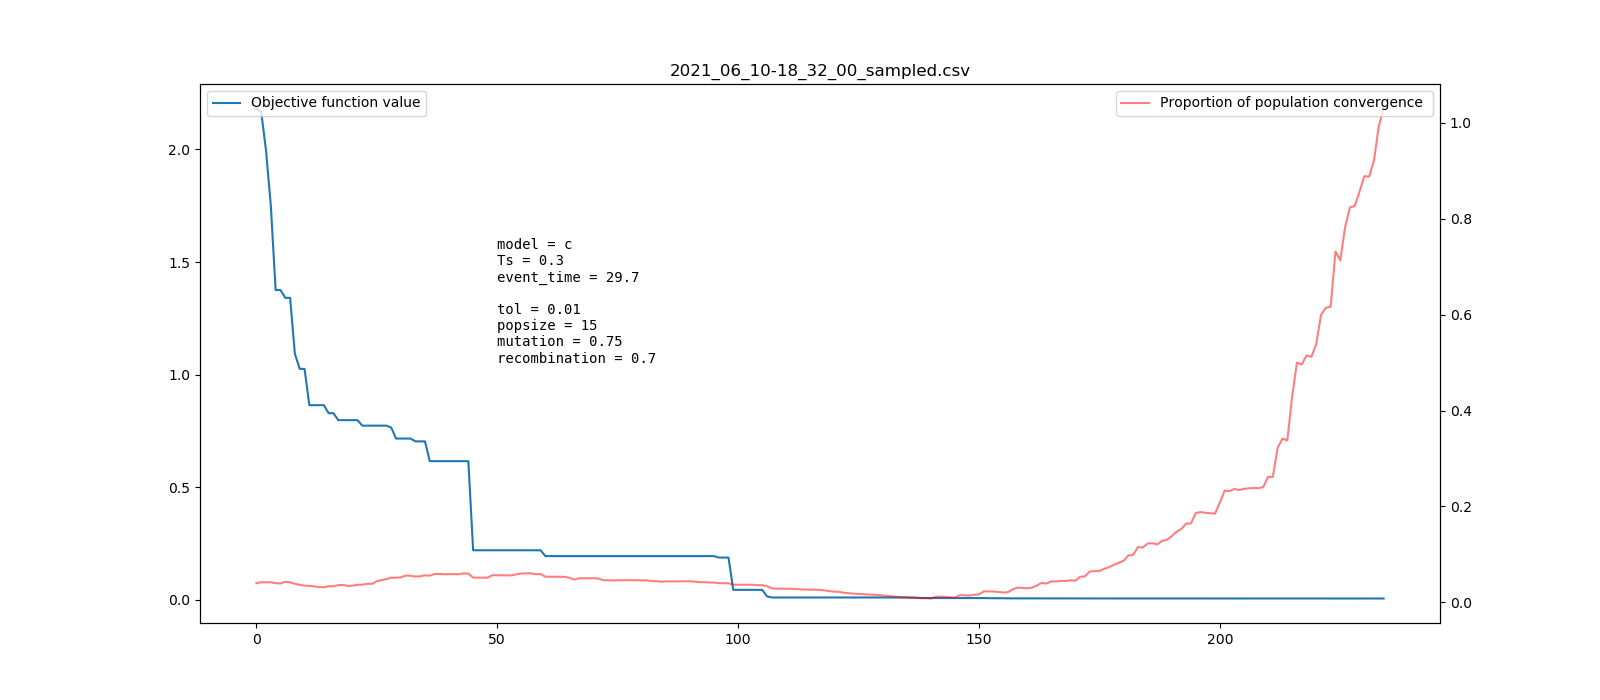 2021_06_10-18_32_00_sampled.csv
Objective function value
Proportion of population convergence
2.0
1.5
1.0
0.5
0.0
model = c
Ts = 0.3
event_time = 29.7
tol = 0.01
popsize = 15
mutation = 0.75
recombination = 0.7
1.0
0.8
0.6
0.4
0.2
0.0
0
50
100
150
200